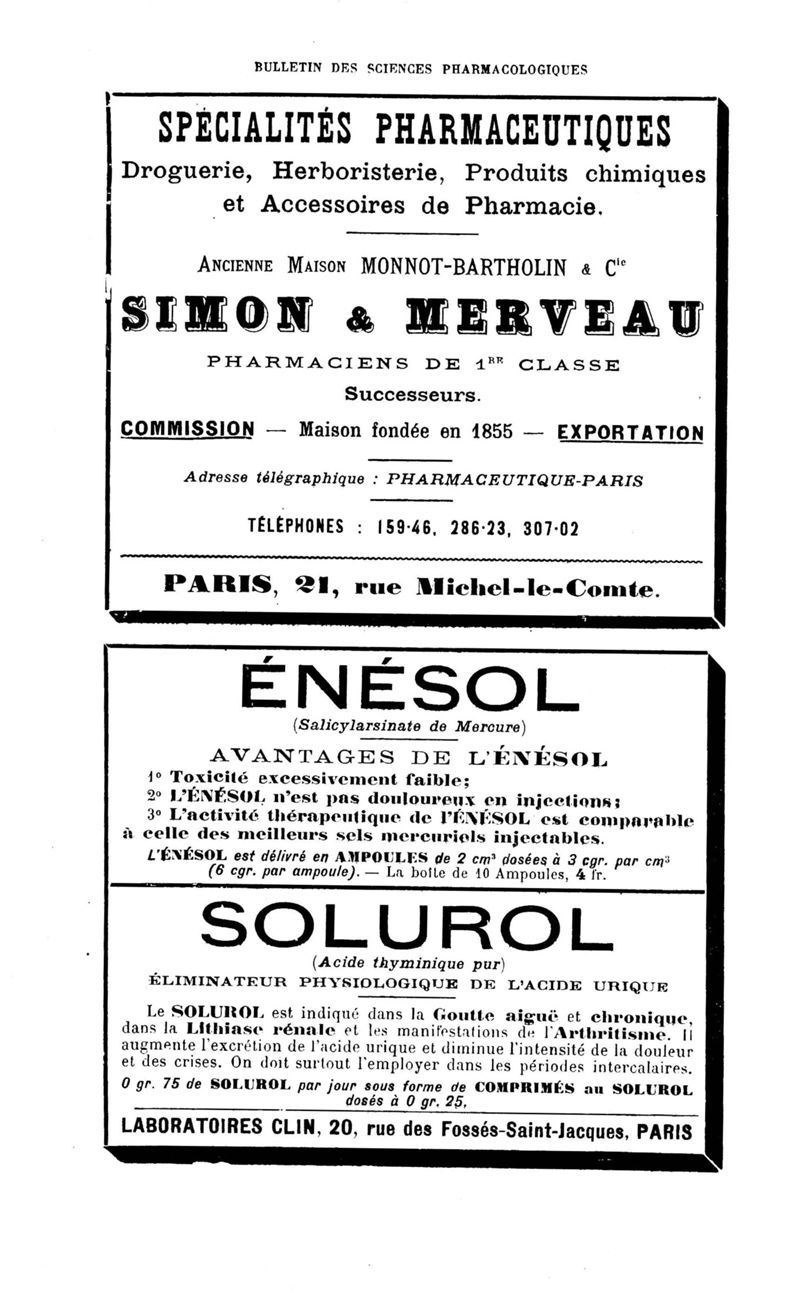 BULLETIN DES SCIENCES PHARMACOLOGIQUES
SPÉCIALITÉS PHARMACEUTIQUES
Droguerie, Herboristerie, Produits chimiques
et Accessoires de Pharmacie.
ANCIENNE MAISON MONNOT-BARTHOLIN & Cie
SIMON & MERVEAU
PHARMACIENS DE 1RE CLASSE
Successeurs.
COMMISSION — Maison fondée en 1855 — EXPORTATION
Adresse télégraphique : PHARMACEUTIQUE-PARIS
TÉLÉPHONES : 159-46, 286-23, 307-02
PARIS, 21, rue Michel-le-Comte.
ÉNÉSOL
(Salicylarsinate de Mercure)
AVANTAGES DE L'ÉNÉSOL
1º Toxicité excessivement faible;
2º L'ÉNÉSOL n'est pas douloureux en injections;
3º L'activité thérapeutique de l'ÉNÉSOL est comparable
à celle des meilleurs sels mercuriels injectables.
L'ÉNÉSOL est délivré en AMPOULES de 2 cm³ dosées à 3 cgr. par cm³
(6 cgr. par ampoule). — La boîte de 10 Ampoules, 4 fr.
SOLUROL
(Acide thyminique pur)
ÉLIMINATEUR PHYSIOLOGIQUE DE L'ACIDE URIQUE
Le SOLUROL est indiqué dans la Goutte aiguë et chronique,
dans la Lithiase rénale et les manifestations de l'Arthritisme. Il
augmente l'excrétion de l'acide urique et diminue l'intensité de la douleur
et des crises. On doit surtout l'employer dans les périodes intercalaires.
0 gr. 75 de SOLUROL par jour sous forme de COMPRIMÉS au SOLUROL
dosés à 0 gr. 25.
LABORATOIRES CLIN, 20, rue des Fossés-Saint-Jacques, PARIS